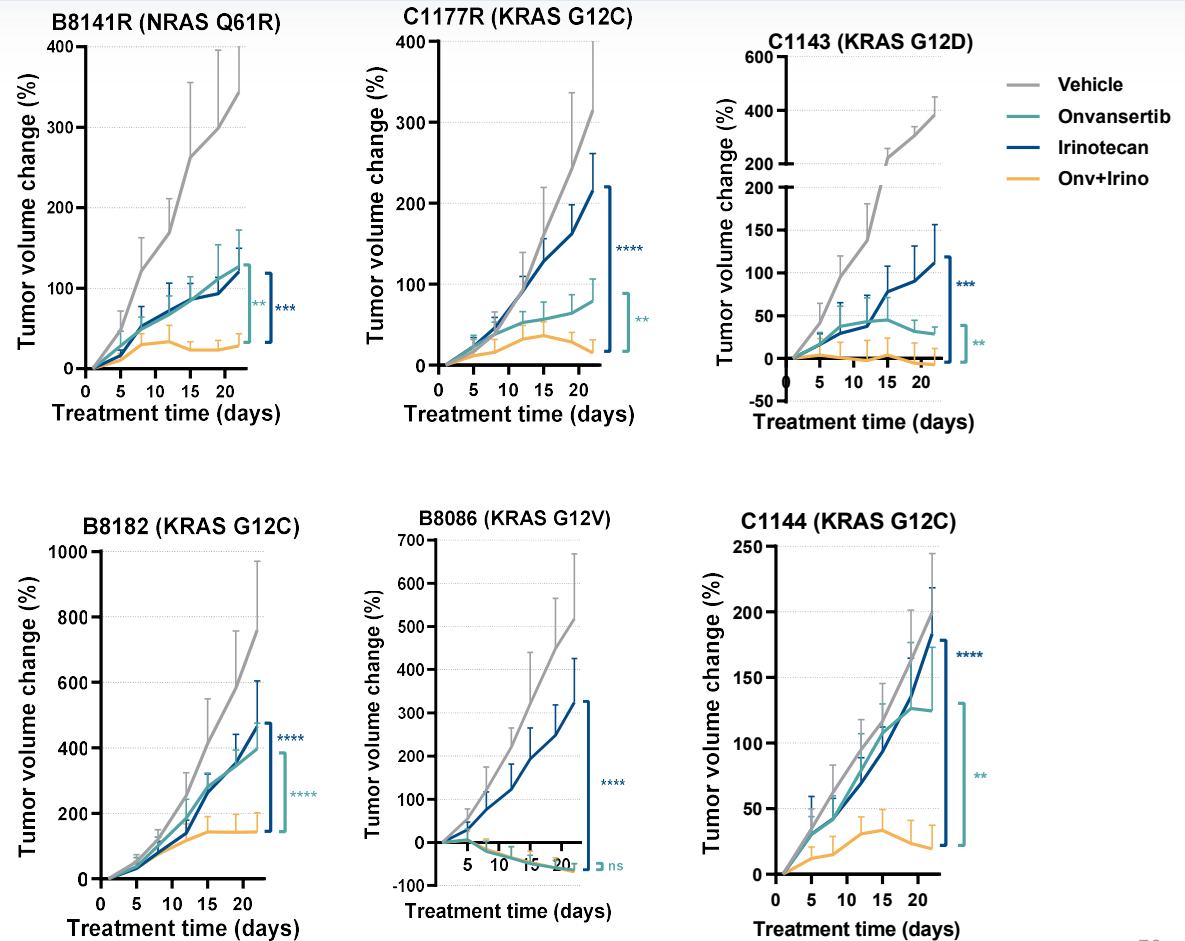 B8141R (NRAS Q61R)
Tumor volume change (%)
400
300
200
100
0
0 5 10 15 20
Treatment time (days)
**
***
C1177R (KRAS G12C)
Tumor volume change (%)
400
300
200
100
0
0 5 10 15 20
Treatment time (days)
****
**
C1143 (KRAS G12D)
Tumor volume change (%)
600
400
200
200
150
100
50
0
-50
0 5 10 15 20
Treatment time (days)
***
**
Vehicle
Onvansertib
Irinotecan
Onv+Irino
B8182 (KRAS G12C)
Tumor volume change (%)
1000
800
600
400
200
0
0 5 10 15 20
Treatment time (days)
****
****
B8086 (KRAS G12V)
Tumor volume change (%)
700
600
500
400
300
200
100
0
-100
5 10 15 20
Treatment time (days)
****
ns
C1144 (KRAS G12C)
Tumor volume change (%)
250
200
150
100
50
0
0 5 10 15 20
Treatment time (days)
****
**